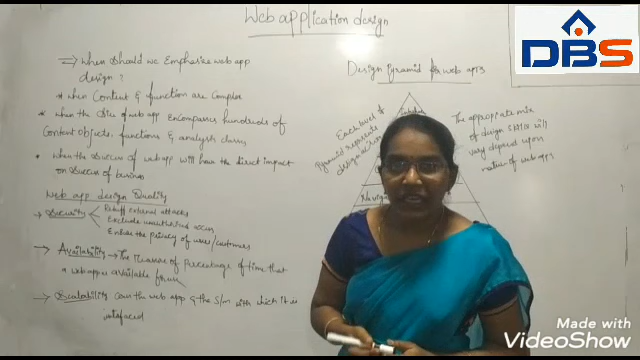 Web application design
=> when should we Emphasize web app
design ?
* when Content & function are Complex
* when the Size of web app encompasses hundreds of
Content objects, functions & analysis classes
* when the success of web app will have the direct impact
on success of business
Web app design Quality
→ Security
Rebuff external attacks
Exclude unauthorized access
Ensure the privacy of users/customers
→ Availability → The measure of percentage of time that
a web app is available for use
→ Scalability Can the web app & the S/m with which it is
interfaced
Design Pyramid for web apps
Each level of
Pyramid represents
design
The appropriate mix
of design skills will
vary depend upon
nature of web apps
DBS
Made with
VideoShow